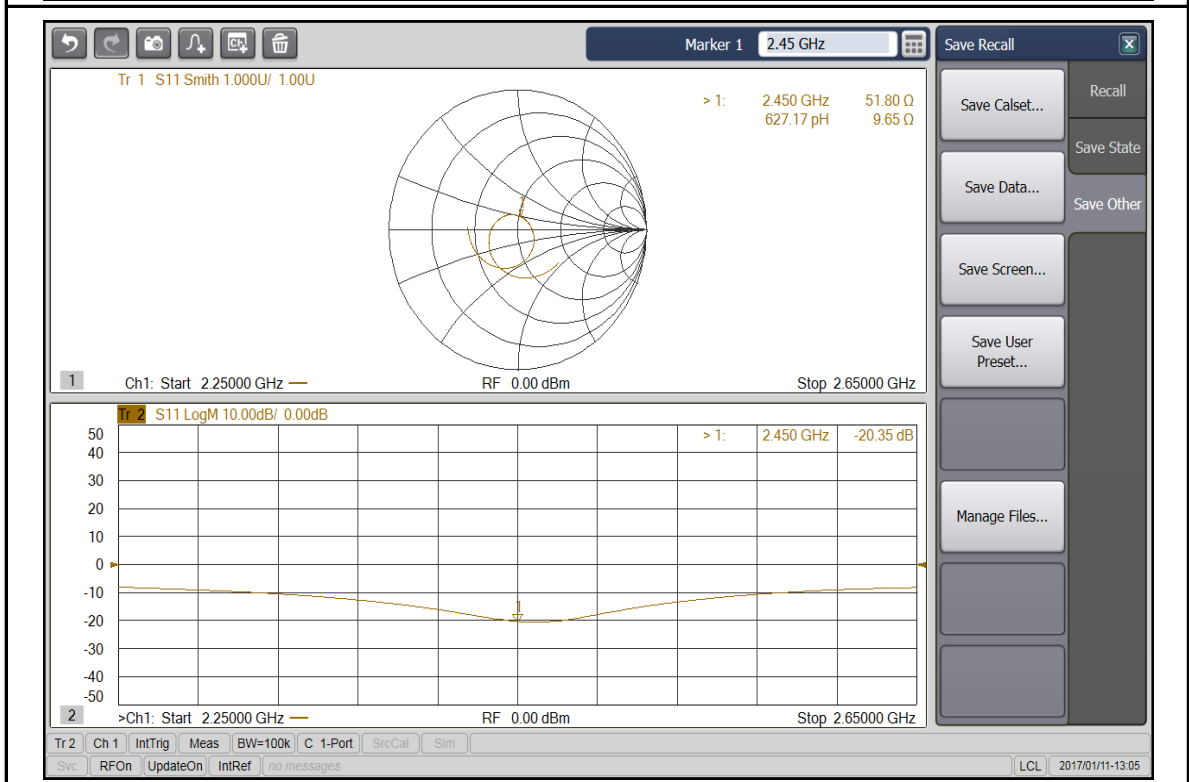 Marker 1 2.45 GHz
Save Recall
Tr 1 S11 Smith 1.000U/ 1.00U
> 1: 2.450 GHz 51.80 Ω
627.17 pH 9.65 Ω
1
1
Ch1: Start 2.25000 GHz — RF 0.00 dBm Stop 2.65000 GHz
Tr 2 S11 LogM 10.00dB/ 0.00dB
> 1: 2.450 GHz -20.35 dB
50
40
30
20
10
0
-10
1
-20
-30
-40
-50
2
>Ch1: Start 2.25000 GHz — RF 0.00 dBm Stop 2.65000 GHz
Save Calset...
Save Data...
Save Screen...
Save User
Preset...
Manage Files...
Recall
Save State
Save Other
Tr 2 Ch 1 IntTrig Meas BW=100k C 1-Port SrcCal Sim
Svc RFOn UpdateOn IntRef no messages LCL 2017/01/11-13:05